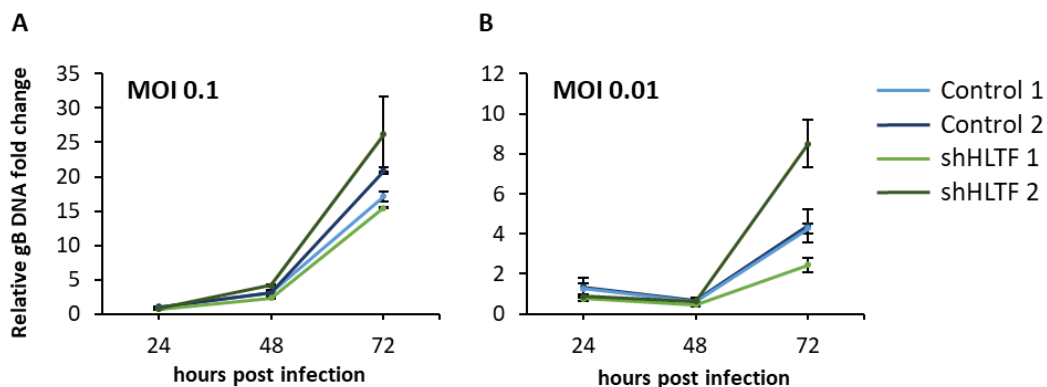 A
Relative gB DNA fold change
MOI 0.1
35
30
25
20
15
10
5
0
24 48 72
hours post infection
B
MOI 0.01
12
10
8
6
4
2
0
24 48 72
hours post infection
Control 1
Control 2
shHLTF 1
shHLTF 2